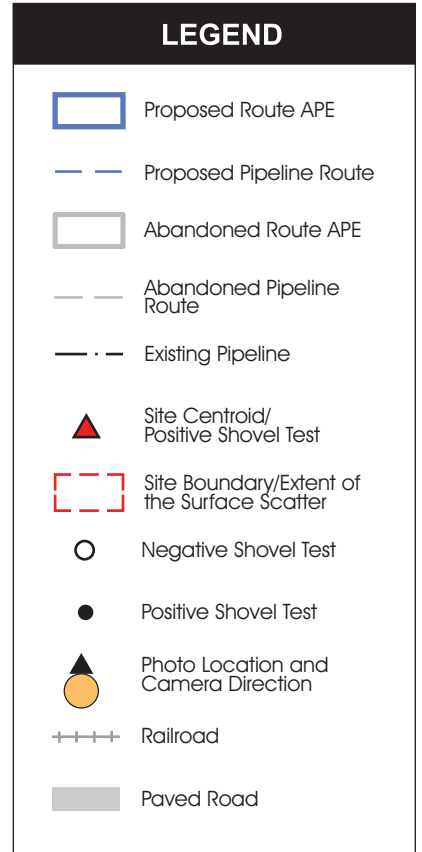 LEGEND
Proposed Route APE
Proposed Pipeline Route
Abandoned Route APE
Abandoned Pipeline
Route
Existing Pipeline
Site Centroid/
Positive Shovel Test
Site Boundary/Extent of
the Surface Scatter
Negative Shovel Test
Positive Shovel Test
Photo Location and
Camera Direction
Railroad
Paved Road